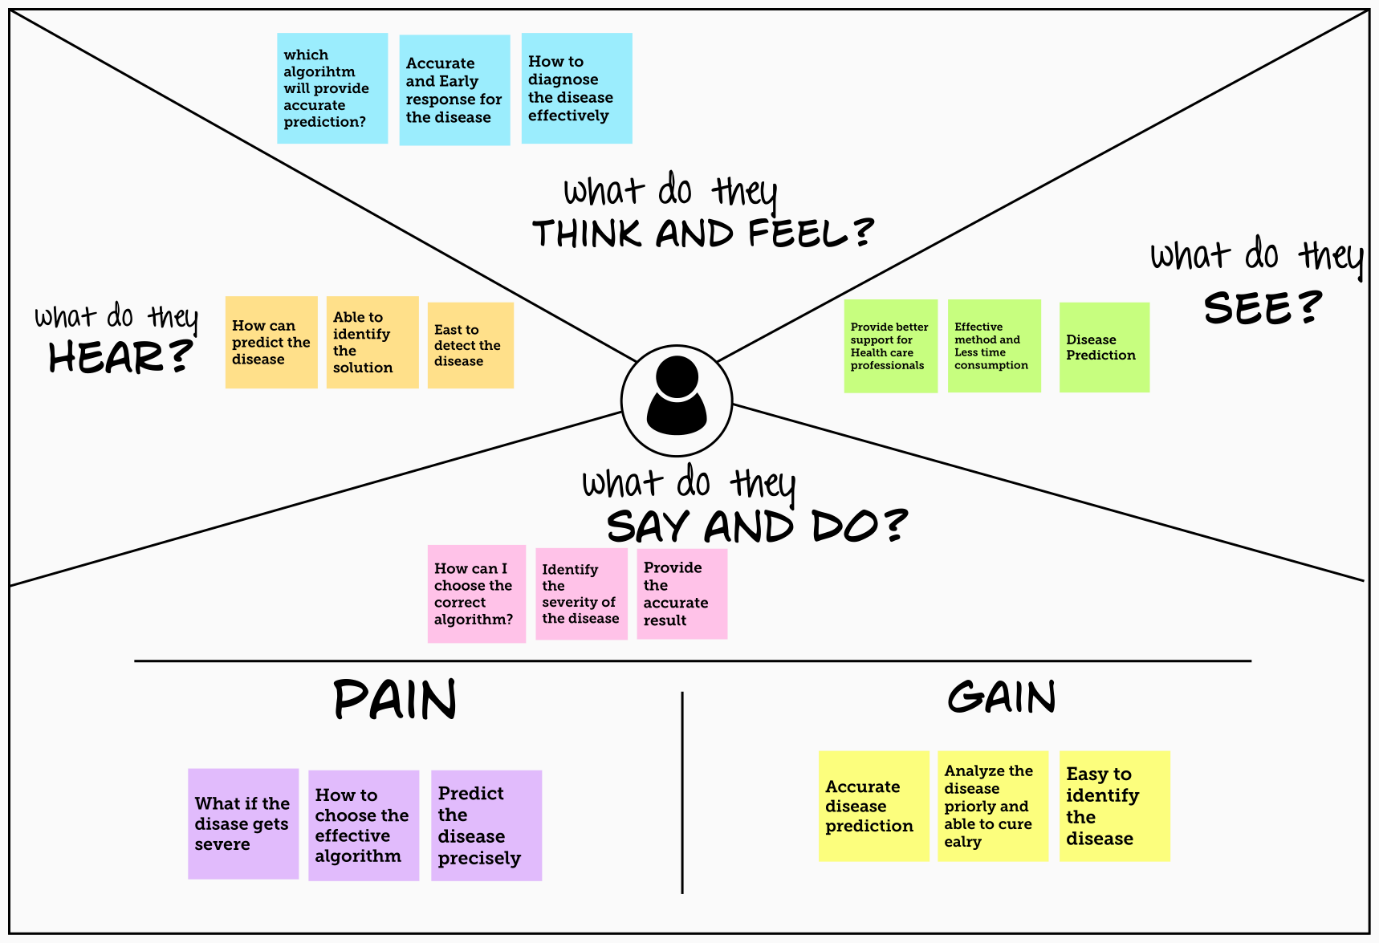 which
algorihtm
will provide
accurate
prediction?
Accurate
and Early
response for
the disease
How to
diagnose
the disease
effectively
what do they
THINK AND FEEL?
what do they
HEAR?
How can
predict the
disease
Able to
identify
the
solution
East to
detect the
disease
Provide better
support for
Health care
professionals
Effective
method and
Less time
consumption
Disease
Prediction
what do they
SEE?
what do they
SAY AND DO?
How can I
choose the
correct
algorithm?
Identify
the
severity of
the disease
Provide
the
accurate
result
PAIN
What if the
disase gets
severe
How to
choose the
effective
algorithm
Predict
the
disease
precisely
GAIN
Accurate
disease
prediction
Analyze the
disease
priorly and
able to cure
ealry
Easy to
identify
the
disease